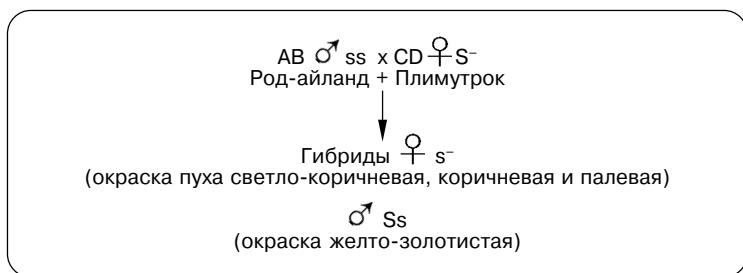 AB ♂ ss x CD ♀ S⁻
Род-айланд + Плимутрок
Гибриды ♀ s⁻
(окраска пуха светло-коричневая, коричневая и палевая)
♂ Ss
(окраска желто-золотистая)